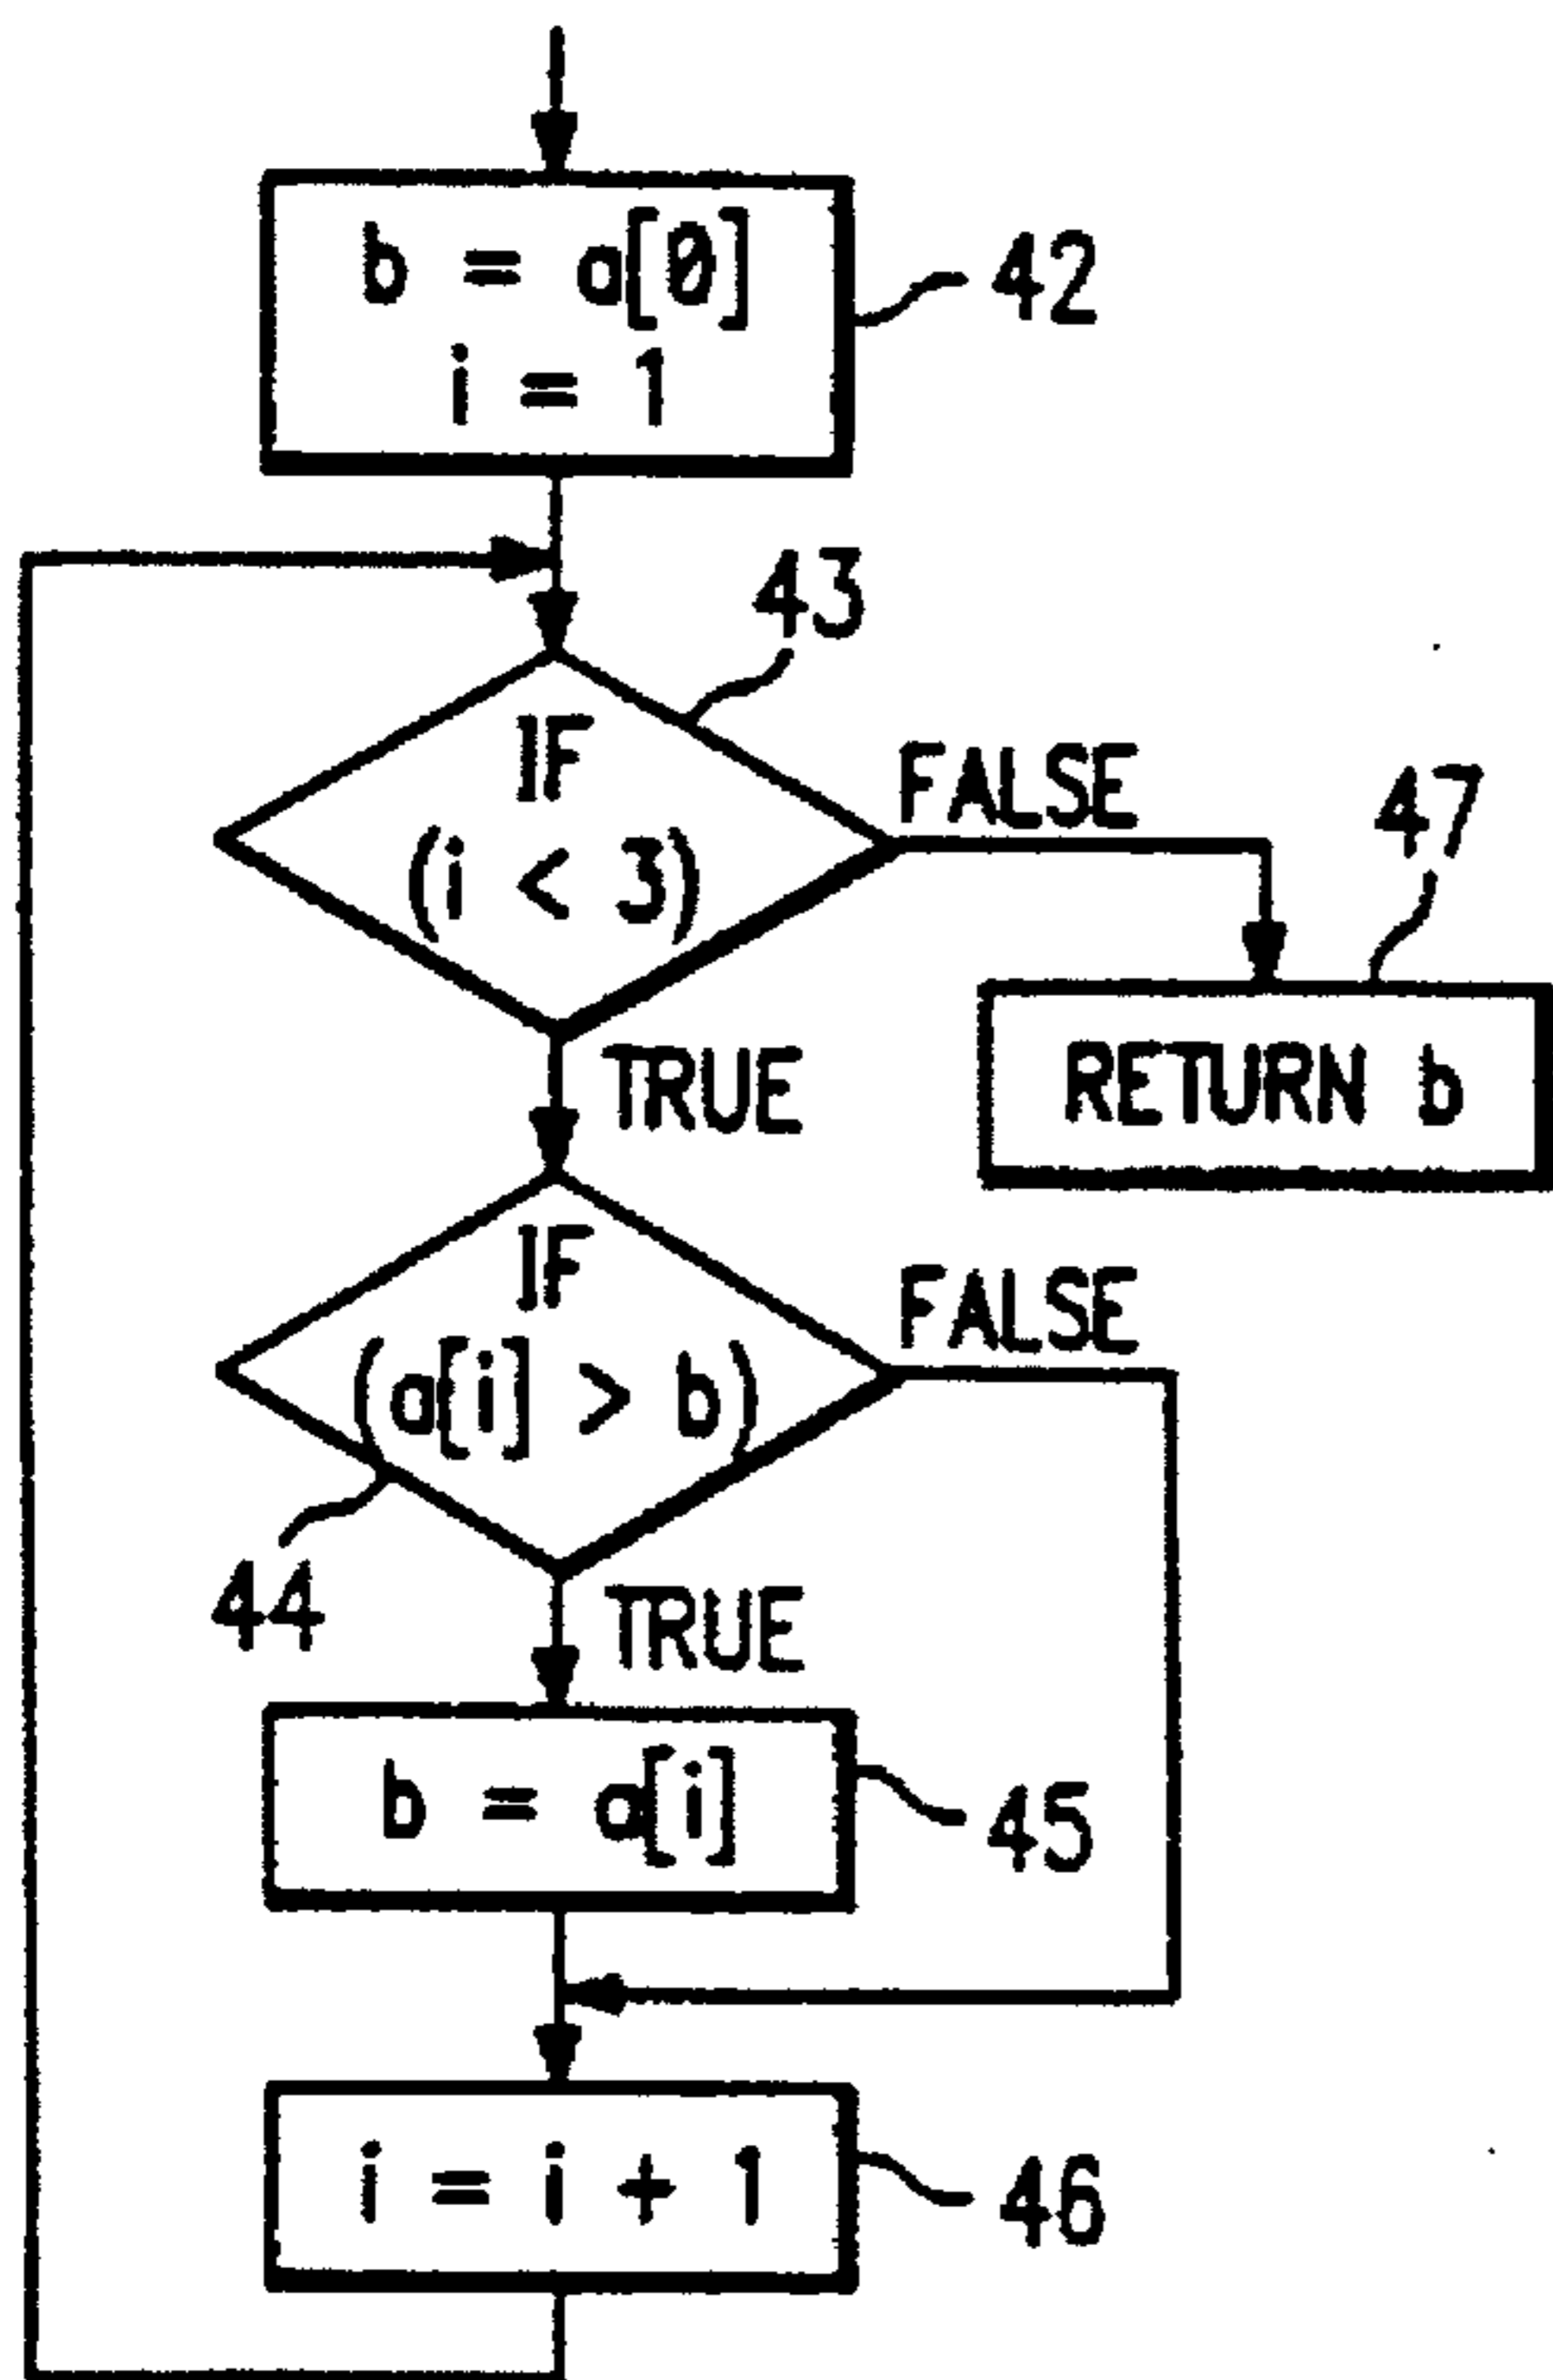 b = a[0]
i = 1
42
43
IF
(i < 3)
FALSE
47
TRUE
RETURN b
IF
(a[i] > b)
FALSE
44
TRUE
b = a[i]
45
i = i + 1
46